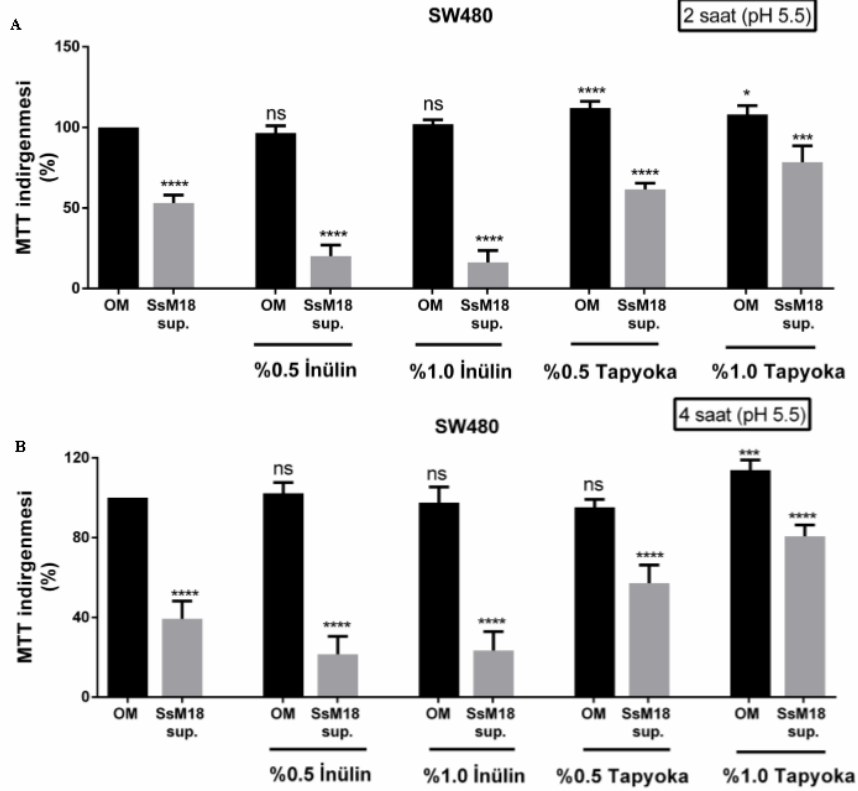 A
SW480
2 saat (pH 5.5)
MTT indirgenmesi
(%)
150
100
50
0
ns
ns
****
*
****
****
****
****
***
OM SsM18 sup.
OM SsM18 sup.
OM SsM18 sup.
OM SsM18 sup.
OM SsM18 sup.
%0.5 İnülin
%1.0 İnülin
%0.5 Tapyoka
%1.0 Tapyoka
B
SW480
4 saat (pH 5.5)
MTT indirgenmesi
(%)
120
80
40
0
ns
ns
ns
***
****
****
****
****
****
OM SsM18 sup.
OM SsM18 sup.
OM SsM18 sup.
OM SsM18 sup.
OM SsM18 sup.
%0.5 İnülin
%1.0 İnülin
%0.5 Tapyoka
%1.0 Tapyoka